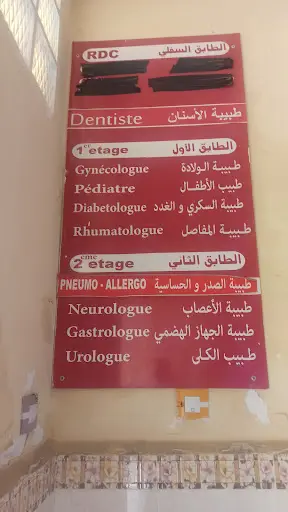 RDC الطابق السفلي
Dentiste طبيبة الأسنان
1er etage الطابق الأول
Gynécologue طبيبة الولادة
Pédiatre طبيب الأطفال
Diabetologue طبيبة السكري و الغدد
Rhumatologue طبيبة المفاصل
2eme etage الطابق الثاني
PNEUMO - ALLERGO طبيبة الصدر و الحساسية
Neurologue طبيبة الأعصاب
Gastrologue طبيبة الجهاز الهضمي
Urologue طبيب الكلى